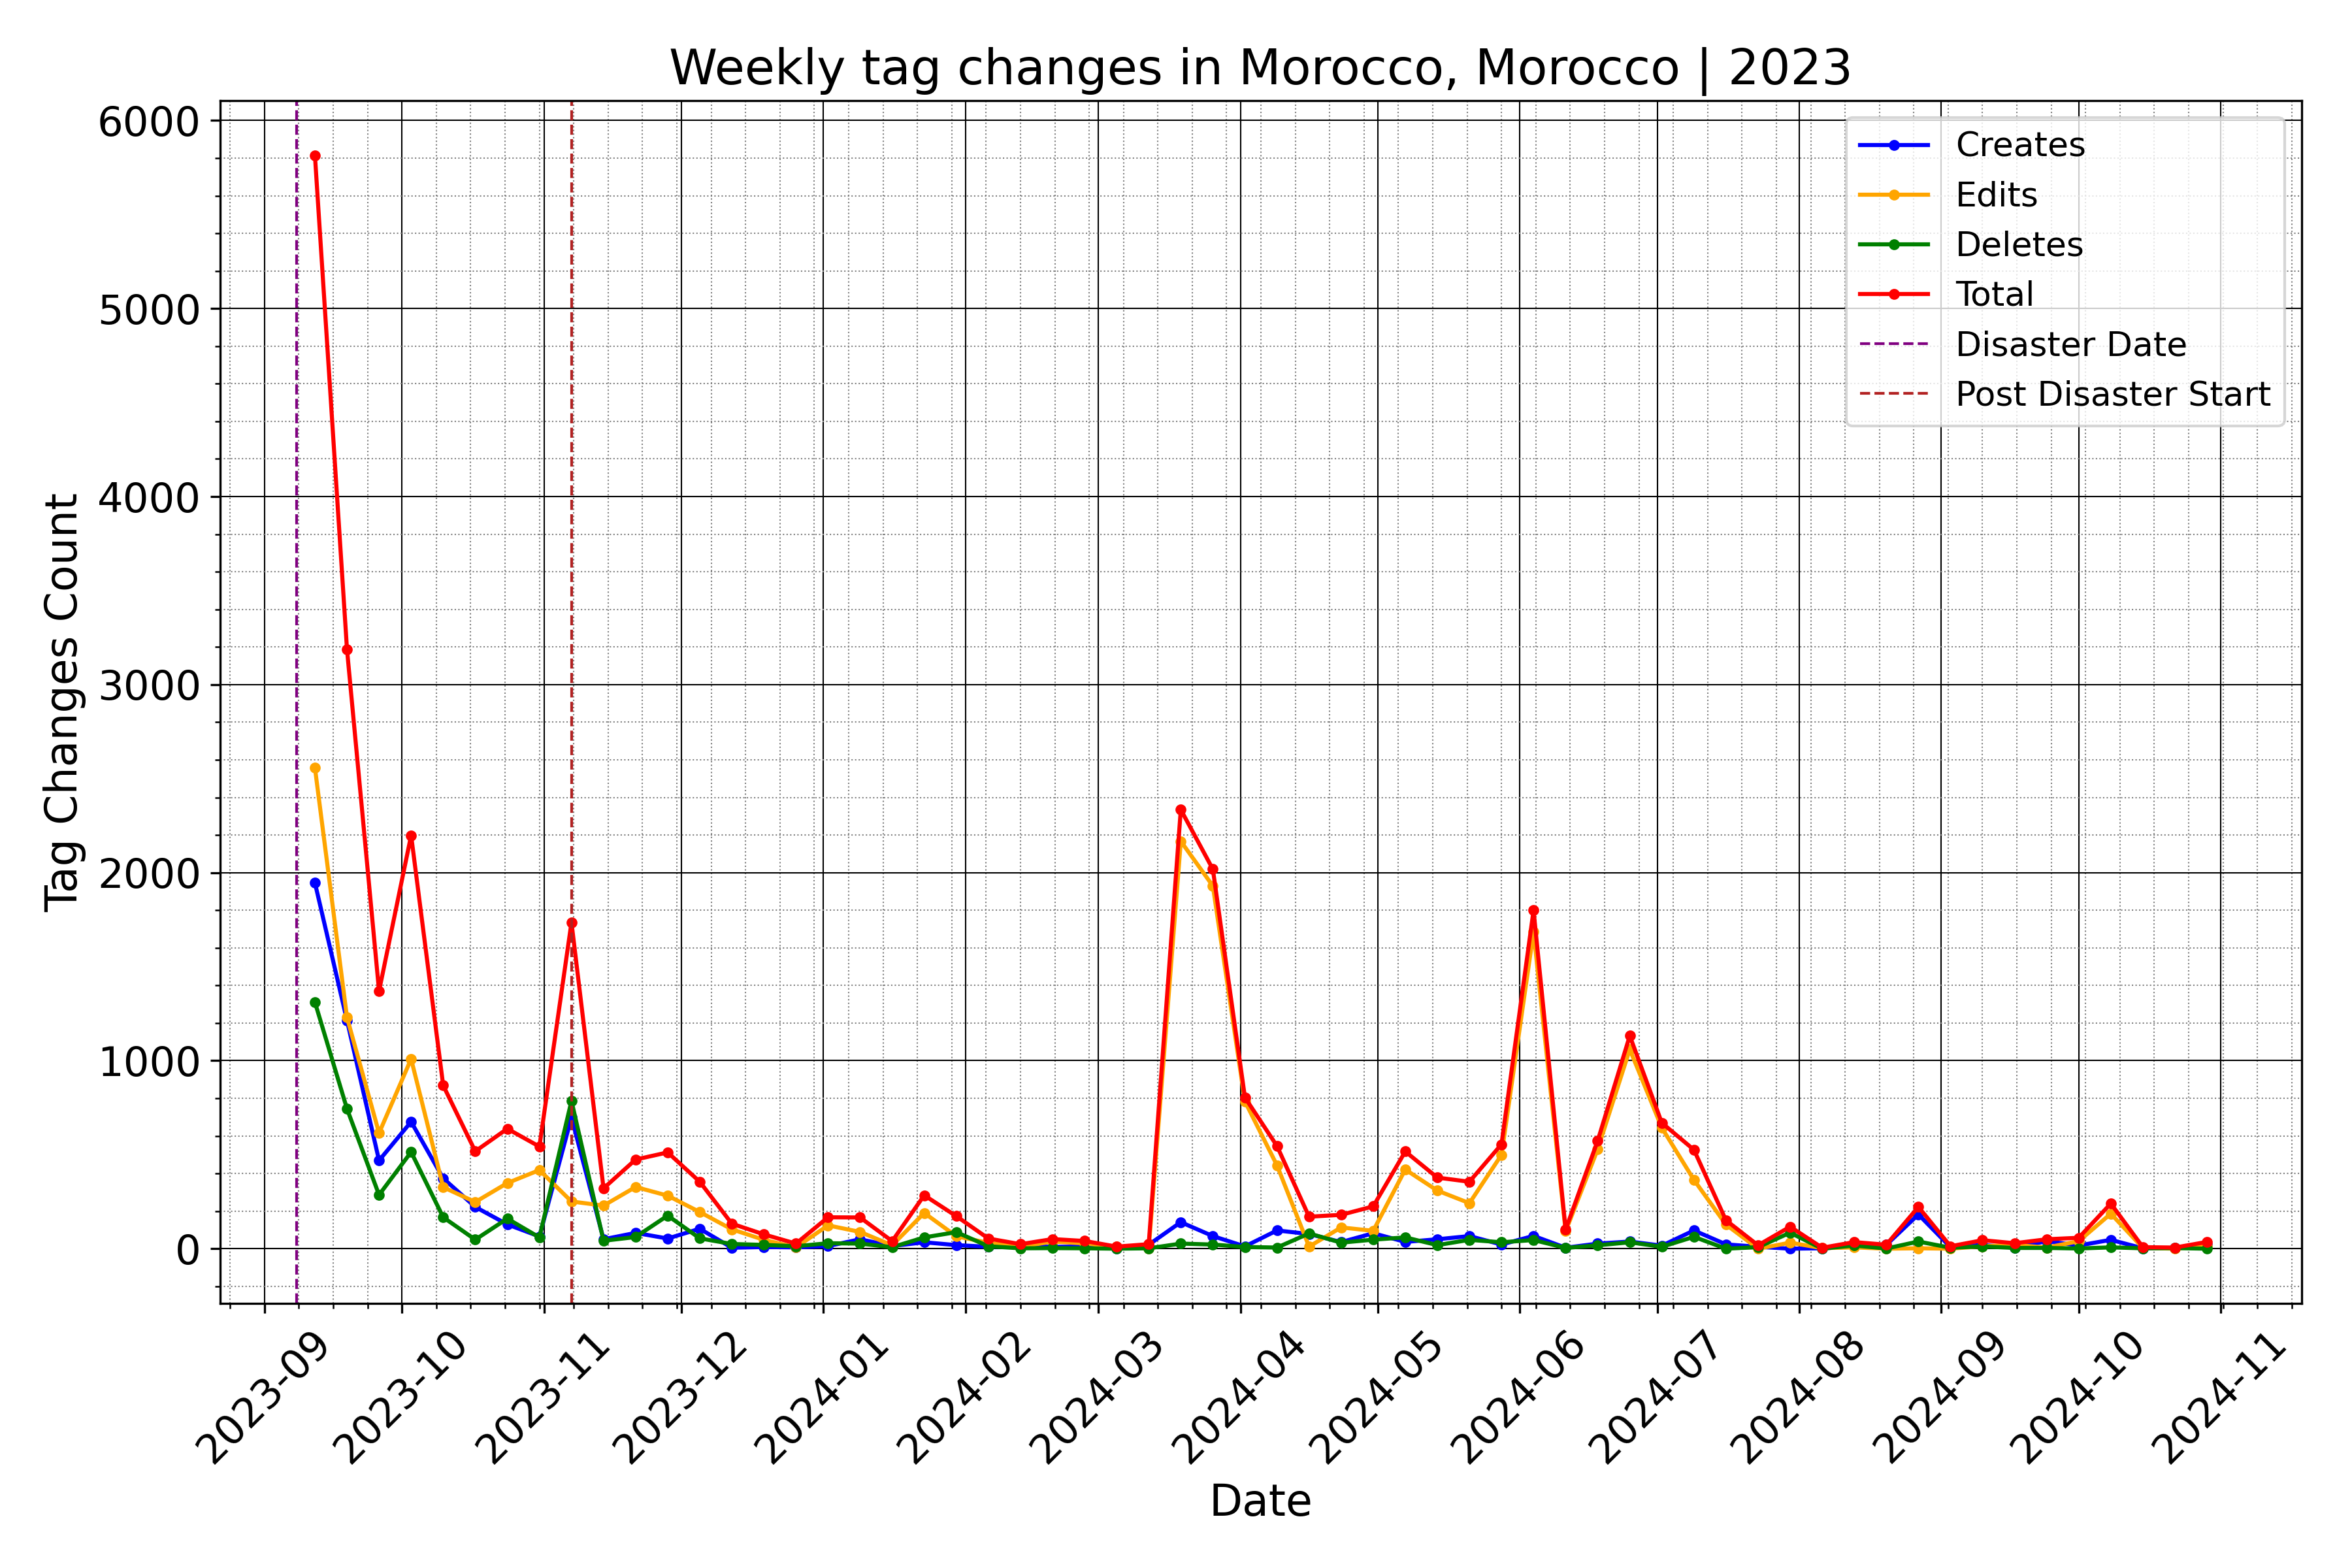 Weekly tag changes in Morocco, Morocco | 2023
Tag Changes Count
6000
5000
4000
3000
2000
1000
0
Creates
Edits
Deletes
Total
Disaster Date
Post Disaster Start
2023-09
2023-10
2023-11
2023-12
2024-01
2024-02
2024-03
2024-04
2024-05
2024-06
2024-07
2024-08
2024-09
2024-10
2024-11
Date